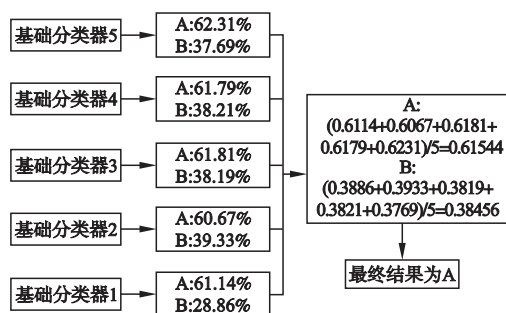 基础分类器5
A:62.31%
B:37.69%
基础分类器4
A:61.79%
B:38.21%
基础分类器3
A:61.81%
B:38.19%
基础分类器2
A:60.67%
B:39.33%
基础分类器1
A:61.14%
B:28.86%
A:
(0.6114+0.6067+0.6181+
0.6179+0.6231)/5=0.61544
B:
(0.3886+0.3933+0.3819+
0.3821+0.3769)/5=0.38456
最终结果为A